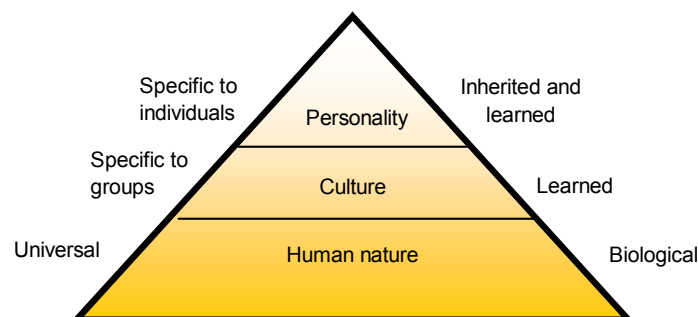 Specific to
individuals
Inherited and
learned
Personality
Specific to
groups
Culture
Learned
Universal
Human nature
Biological